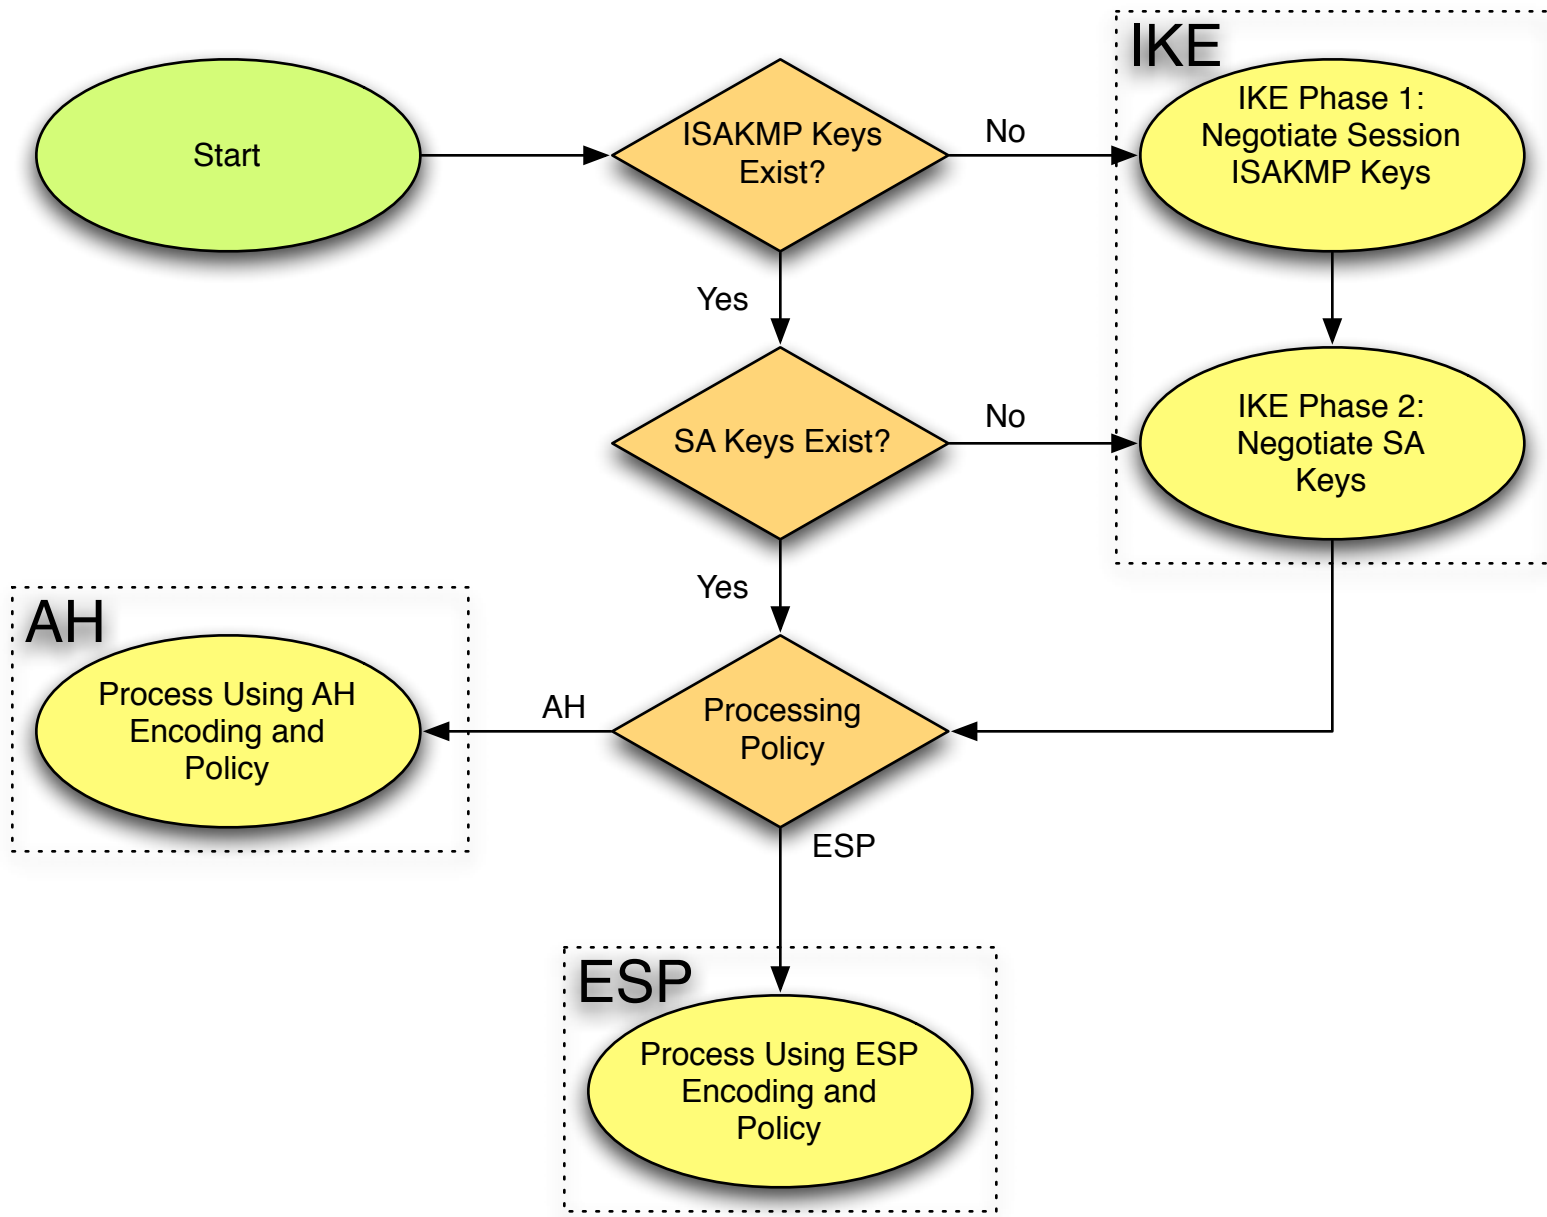 IKE
Start
ISAKMP Keys
Exist?
No
IKE Phase 1:
Negotiate Session
ISAKMP Keys
Yes
SA Keys Exist?
No
IKE Phase 2:
Negotiate SA
Keys
Yes
AH
Process Using AH
Encoding and
Policy
AH
Processing
Policy
ESP
ESP
Process Using ESP
Encoding and
Policy